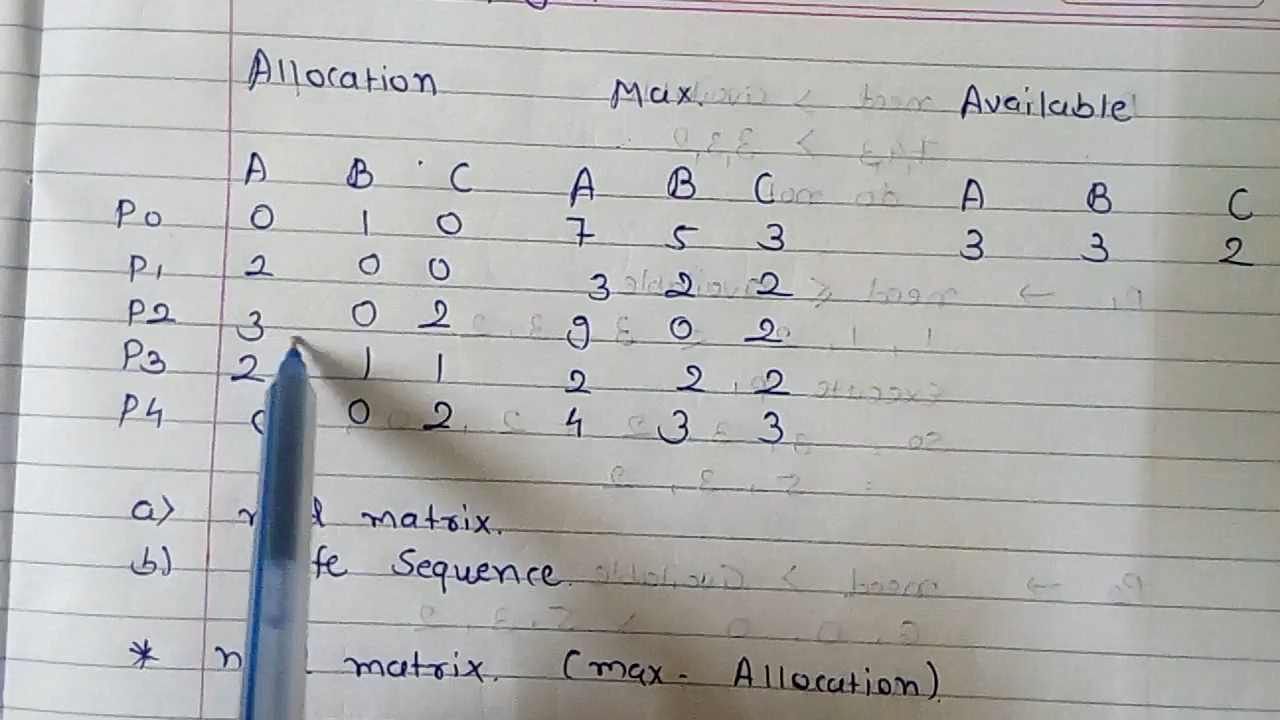 Allocation Max. Available
A B C A B C A B C
P0 0 1 0 7 5 3 3 3 2
P1 2 0 0 3 2 2
P2 3 0 2 9 0 2
P3 2 1 1 2 2 2
P4 0 2 4 3 3
a) matrix.
b) Sequence.
* matrix. (max - Allocation)